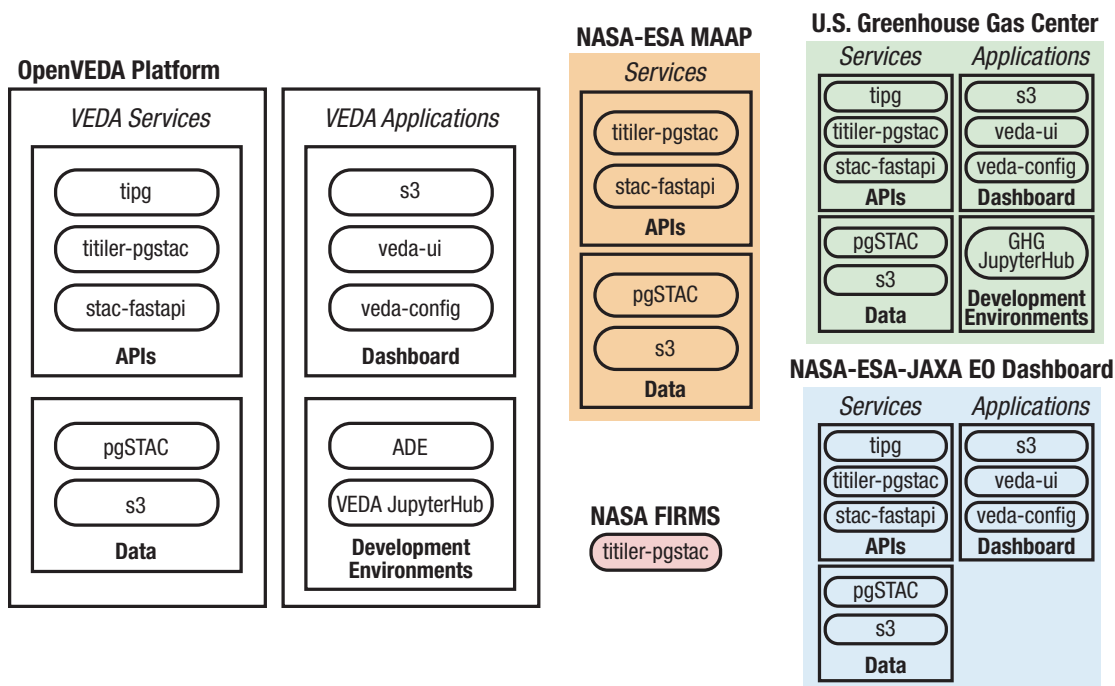 OpenVEDA Platform
VEDA Services
tipg
titiler-pgstac
stac-fastapi
APIs
pgSTAC
s3
Data
VEDA Applications
s3
veda-ui
veda-config
Dashboard
ADE
VEDA JupyterHub
Development
Environments
NASA-ESA MAAP
Services
titiler-pgstac
stac-fastapi
APIs
pgSTAC
s3
Data
NASA FIRMS
titiler-pgstac
U.S. Greenhouse Gas Center
Services
tipg
titiler-pgstac
stac-fastapi
APIs
pgSTAC
s3
Data
Applications
s3
veda-ui
veda-config
Dashboard
GHG
JupyterHub
Development
Environments
NASA-ESA-JAXA EO Dashboard
Services
tipg
titiler-pgstac
stac-fastapi
APIs
pgSTAC
s3
Data
Applications
s3
veda-ui
veda-config
Dashboard